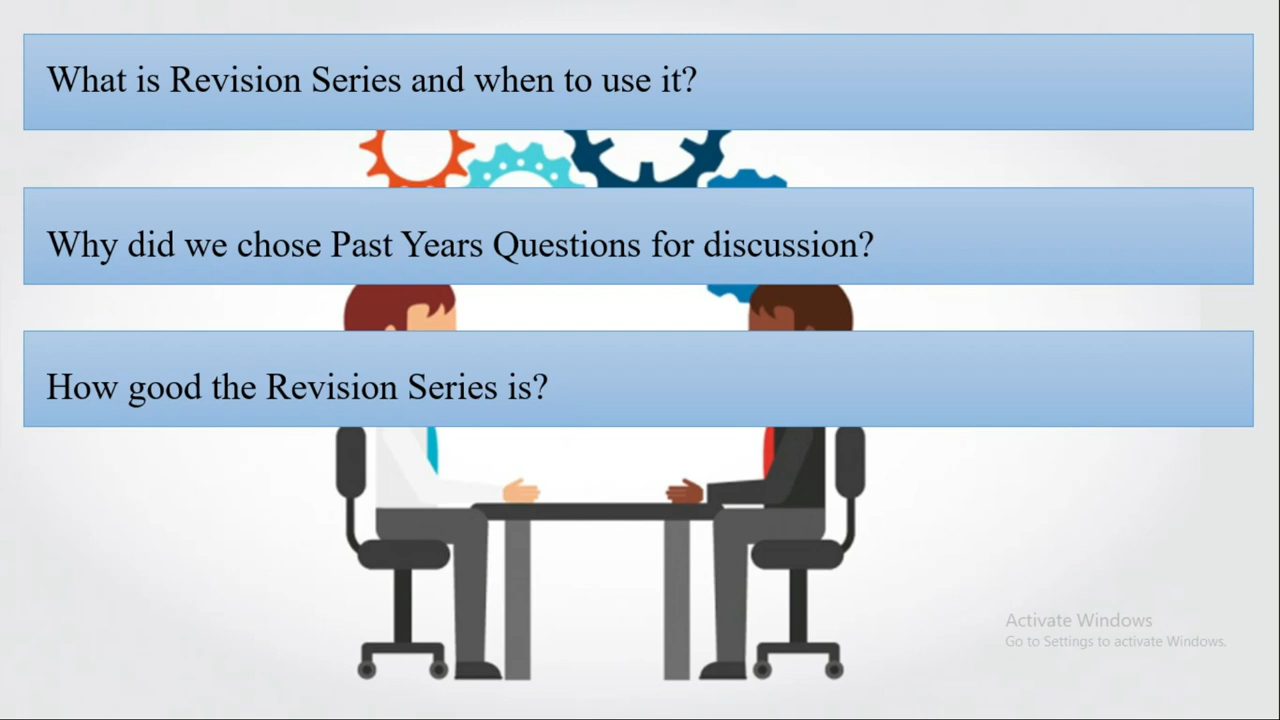 What is Revision Series and when to use it?
Why did we chose Past Years Questions for discussion?
How good the Revision Series is?
Activate Windows
Go to Settings to activate Windows.